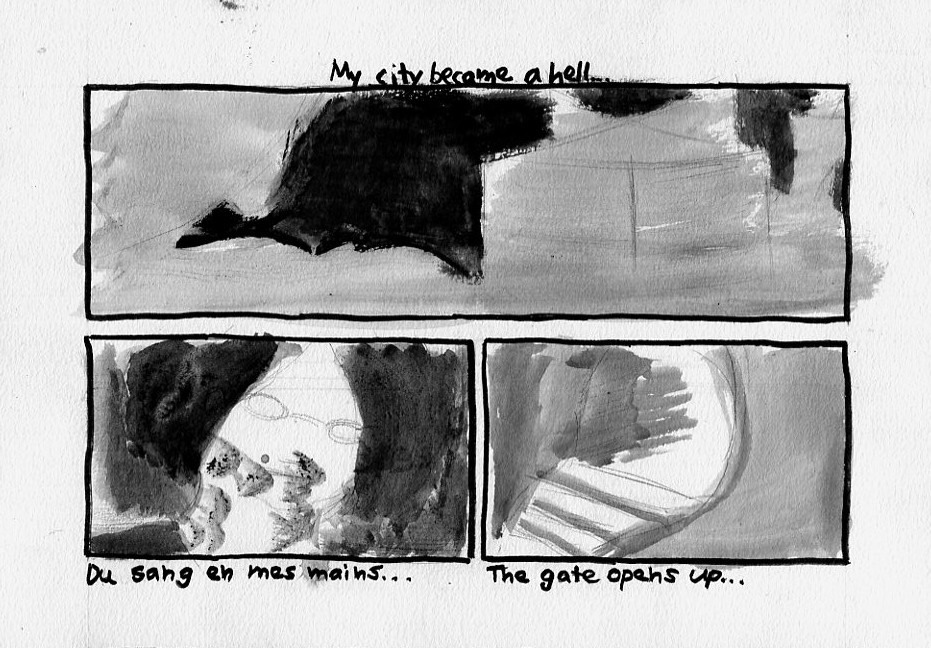 My city became a hell...
Du sang en mes mains...
The gate opens up...